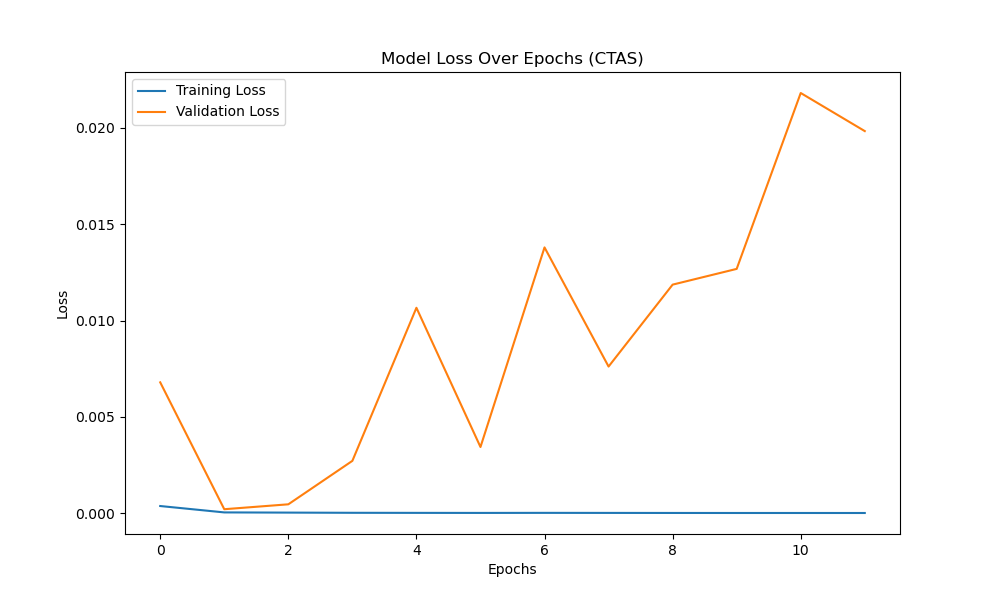 Model Loss Over Epochs (CTAS)
Training Loss
Validation Loss
0.020
0.015
0.010
0.005
0.000
Loss
0 2 4 6 8 10
Epochs